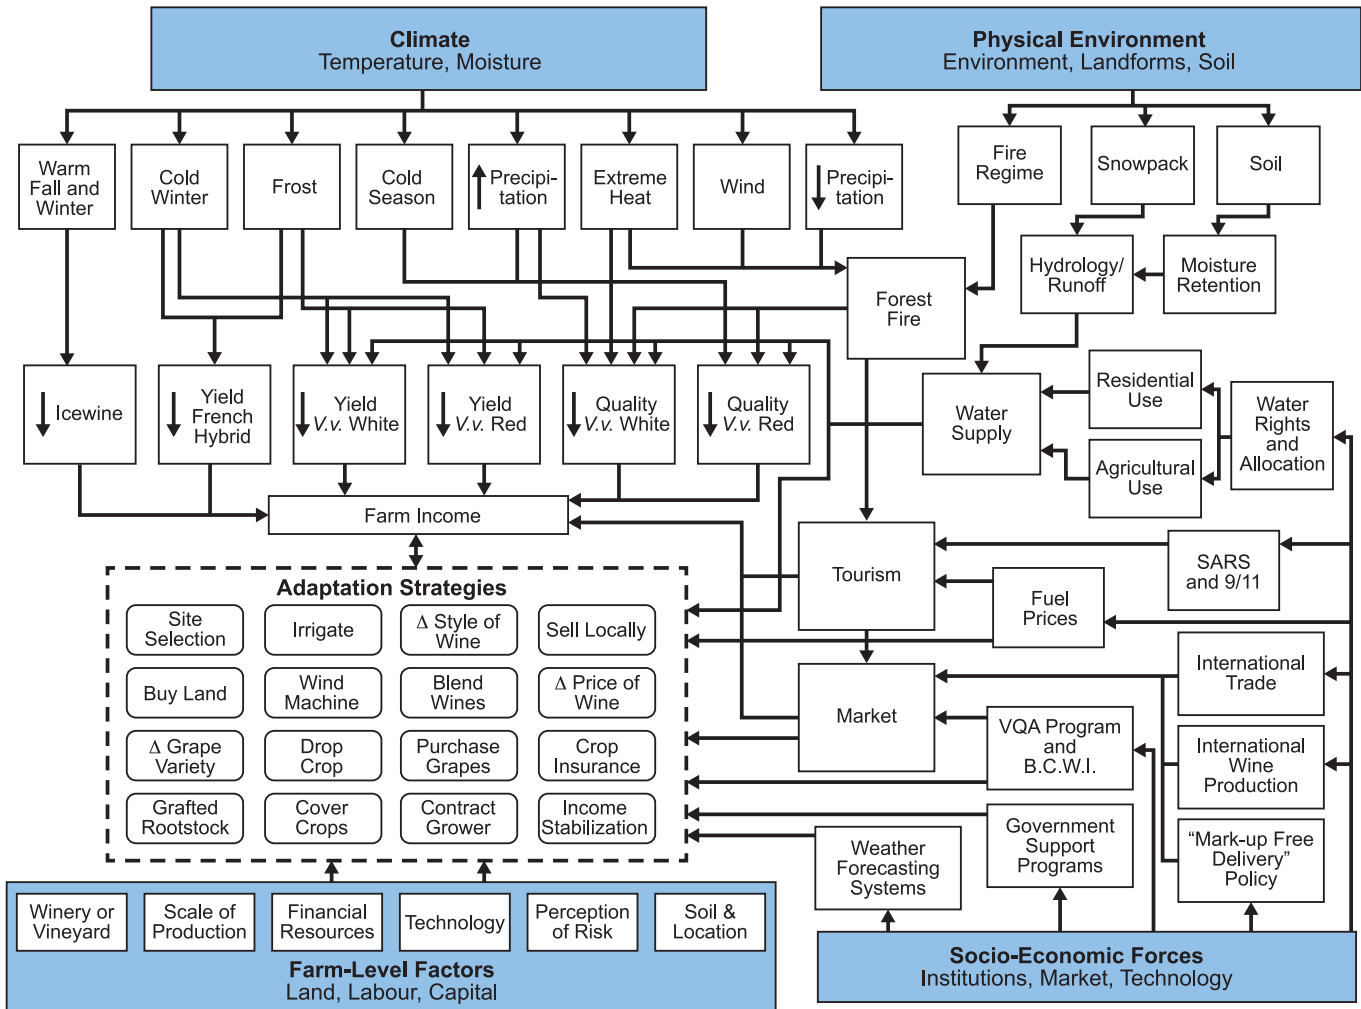 Climate
Temperature, Moisture
Physical Environment
Environment, Landforms, Soil
Warm
Fall and
Winter
Cold
Winter
Frost
Cold
Season
Precipi-
tation
Extreme
Heat
Wind
Precipi-
tation
Fire
Regime
Snowpack
Soil
Hydrology/
Runoff
Moisture
Retention
Forest
Fire
Icewine
Yield
French
Hybrid
Yield
V.v. White
Yield
V.v. Red
Quality
V.v. White
Quality
V.v. Red
Water
Supply
Residential
Use
Agricultural
Use
Water
Rights
and
Allocation
Farm Income
Tourism
SARS
and 9/11
Fuel
Prices
Market
International
Trade
VQA Program
and
B.C.W.I.
International
Wine
Production
Government
Support
Programs
Weather
Forecasting
Systems
“Mark-up Free
Delivery”
Policy
Adaptation Strategies
Site
Selection
Irrigate
Δ Style of
Wine
Sell Locally
Buy Land
Wind
Machine
Blend
Wines
Δ Price of
Wine
Δ Grape
Variety
Drop
Crop
Purchase
Grapes
Crop
Insurance
Grafted
Rootstock
Cover
Crops
Contract
Grower
Income
Stabilization
Winery or
Vineyard
Scale of
Production
Financial
Resources
Technology
Perception
of Risk
Soil &
Location
Farm-Level Factors
Land, Labour, Capital
Socio-Economic Forces
Institutions, Market, Technology